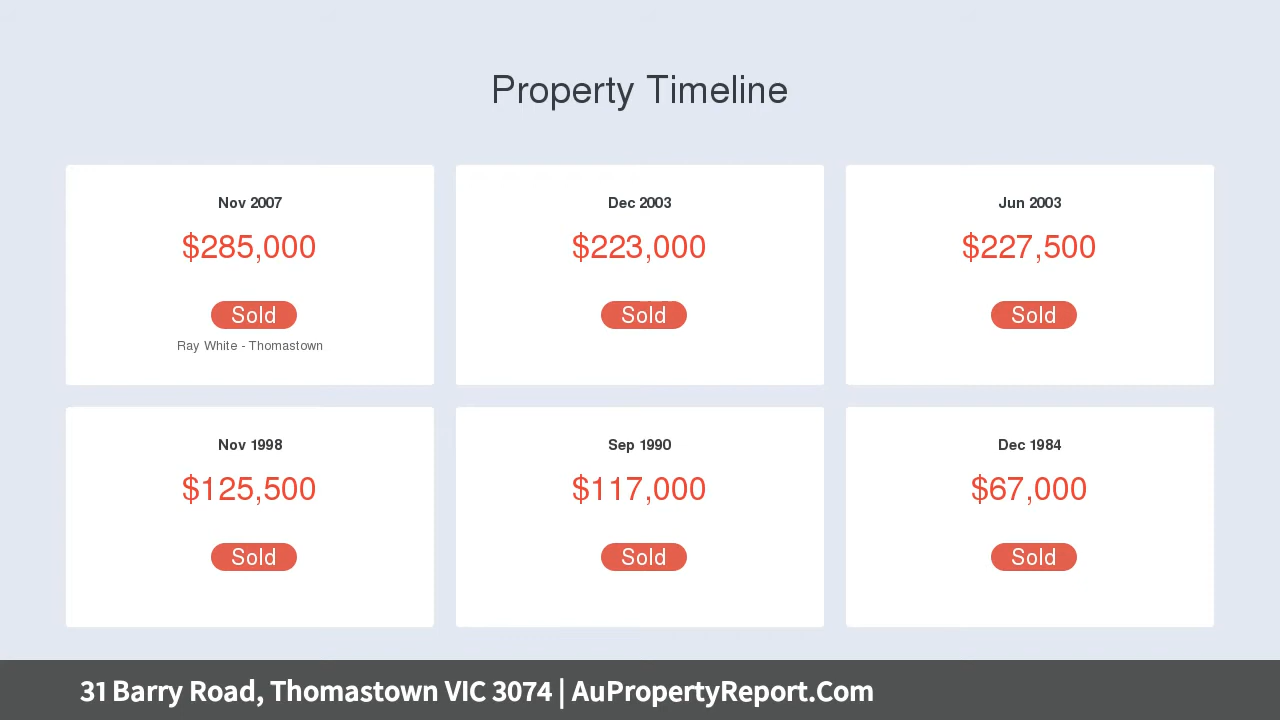 Property Timeline
Nov 2007
$285,000
Sold
Ray White - Thomastown
Dec 2003
$223,000
Sold
Jun 2003
$227,500
Sold
Nov 1998
$125,500
Sold
Sep 1990
$117,000
Sold
Dec 1984
$67,000
Sold
31 Barry Road, Thomastown VIC 3074 | AuPropertyReport.Com